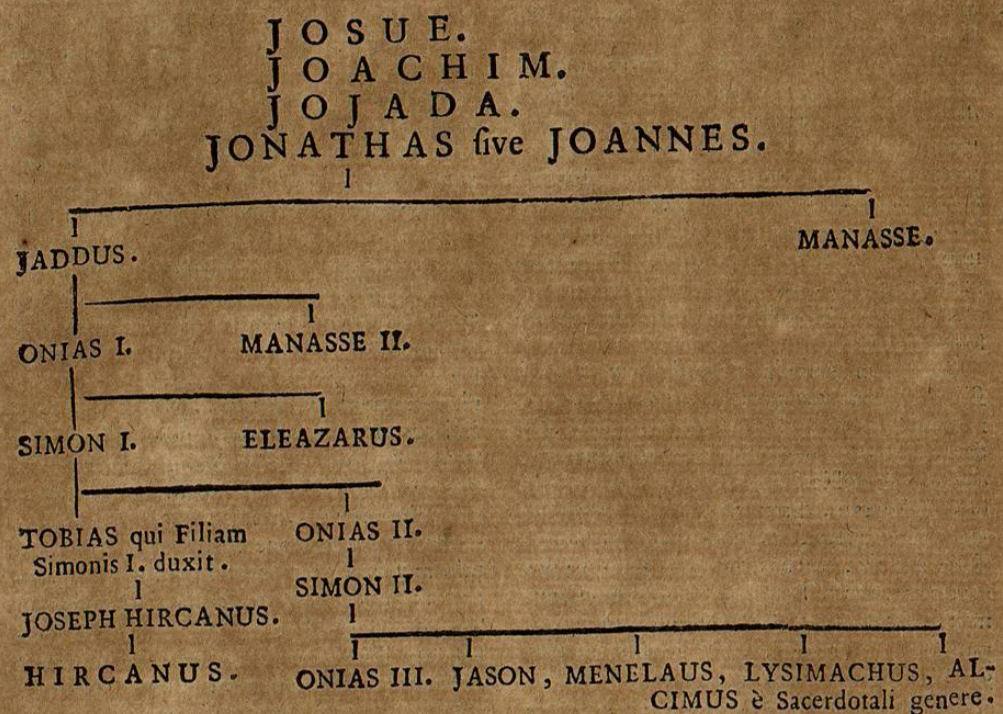 JOSUE.
JOACHIM.
JOJADA.
JONATHAS sive JOANNES.
JADDUS.
MANASSE.
ONIAS I. MANASSE II.
SIMON I. ELEAZARUS.
TOBIAS qui Filiam ONIAS II.
Simonis I. duxit.
SIMON II.
JOSEPH HIRCANUS.
HIRCANUS. ONIAS III. JASON, MENELAUS, LYSIMACHUS, AL-
CIMUS è Sacerdotali genere.